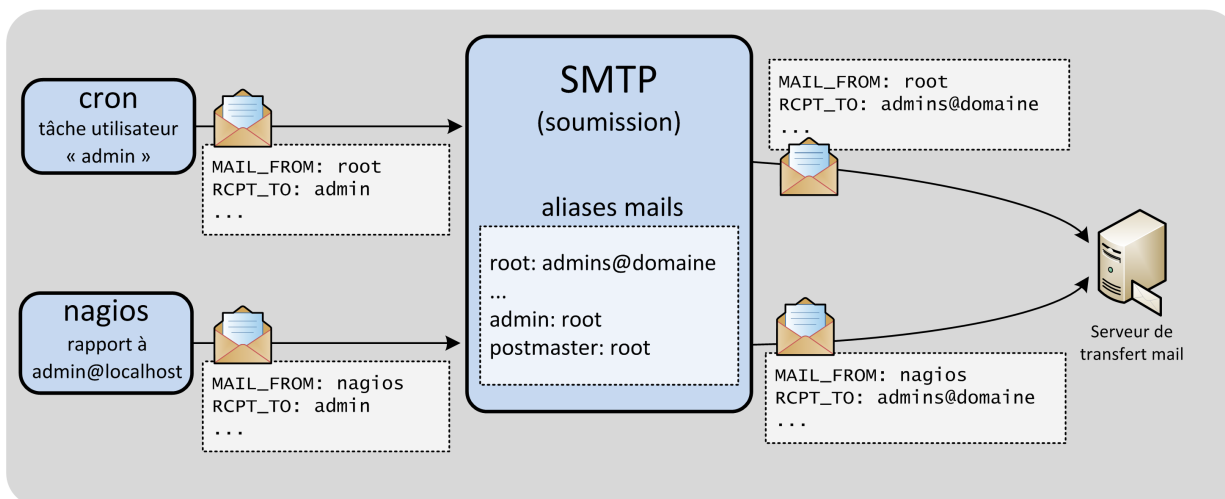 cron
tâche utilisateur
« admin »
MAIL_FROM: root
RCPT_TO: admin
...
nagios
rapport à
admin@localhost
MAIL_FROM: nagios
RCPT_TO: admin
...
SMTP
(soumission)
aliases mails
root: admins@domaine
...
admin: root
postmaster: root
MAIL_FROM: root
RCPT_TO: admins@domaine
...
MAIL_FROM: nagios
RCPT_TO: admins@domaine
...
Serveur de
transfert mail